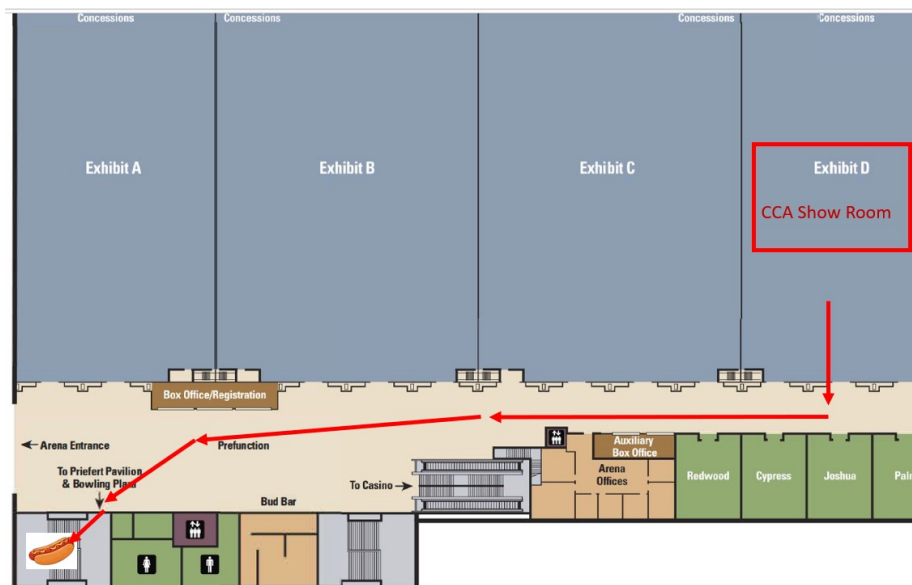 Concessions
Concessions
Concessions
Concessions
Exhibit A
Exhibit B
Exhibit C
Exhibit D
CCA Show Room
Box Office/Registration
Arena Entrance
Prefunction
Auxiliary
Box Office
To Priefert Pavilion
& Bowling Plaza
To Casino
Arena
Offices
Redwood
Cypress
Joshua
Palo
Bud Bar